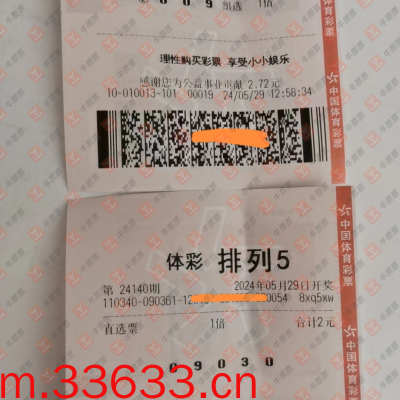 理性购买彩票 享受小小娱乐
感谢您为公益事业贡献 2.72元
10-010013-101 00019 24/05/29 12:58:34
中国体育彩票
体彩 排列5
第 24140期 2024年05月29日开奖
110340-090361-12 0054 8xq5xw
直选票 1倍 合计2元
09030
中国体育彩票
中国体育彩票
m.33633.cn